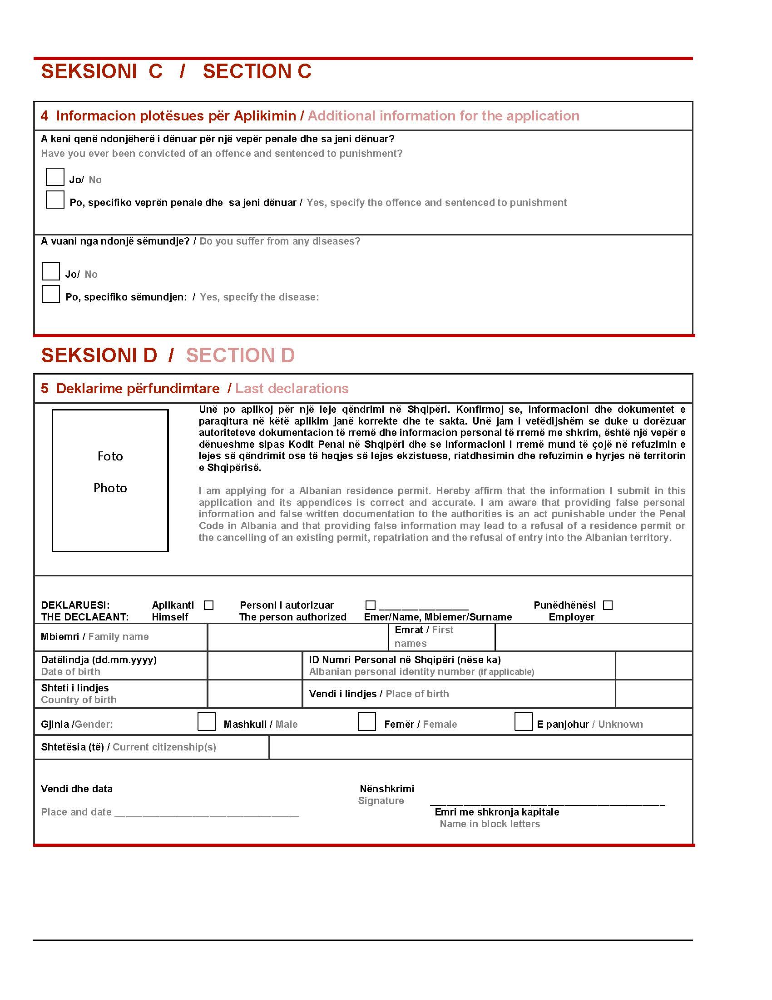 SEKSIONI C / SECTION C
4 Informacion plotësues për Aplikimin / Additional information for the application
A keni qenë ndonjëherë i dënuar për një vepër penale dhe sa jeni dënuar?
Have you ever been convicted of an offence and sentenced to punishment?
Jo/ No
Po, specifiko veprën penale dhe sa jeni dënuar / Yes, specify the offence and sentenced to punishment
A vuani nga ndonjë sëmundje? / Do you suffer from any diseases?
Jo/ No
Po, specifiko sëmundjen: / Yes, specify the disease:
SEKSIONI D / SECTION D
5 Deklarime përfundimtare / Last declarations
Foto
Photo
Unë po aplikoj për një leje qëndrimi në Shqipëri. Konfirmoj se, informacioni dhe dokumentet e
paraqitura në këtë aplikim janë korrekte dhe te sakta. Unë jam i vetëdijshëm se duke u dorëzuar
autoriteteve dokumentacion të rremë dhe informacion personal të rremë me shkrim, është një vepër e
dënueshme sipas Kodit Penal në Shqipëri dhe se informacioni i rremë mund të çojë në refuzimin e
lejes së qëndrimit ose të heqjes së lejes ekzistuese, riatdhesimin dhe refuzimin e hyrjes në territorin
e Shqipërisë.
I am applying for a Albanian residence permit. Hereby affirm that the information I submit in this
application and its appendices is correct and accurate. I am aware that providing false personal
information and false written documentation to the authorities is an act punishable under the Penal
Code in Albania and that providing false information may lead to a refusal of a residence permit or
the cancelling of an existing permit, repatriation and the refusal of entry into the Albanian territory.
DEKLARUESI: Aplikanti Personi i autorizuar ________________ Punëdhënësi
THE DECLAEANT: Himself The person authorized Emer/Name, Mbiemer/Surname Employer
Mbiemri / Family name
Emrat / First
names
Datëlindja (dd.mm.yyyy)
Date of birth
ID Numri Personal në Shqipëri (nëse ka)
Albanian personal identity number (if applicable)
Shteti i lindjes
Country of birth
Vendi i lindjes / Place of birth
Gjinia /Gender: Mashkull / Male Femër / Female E panjohur / Unknown
Shtetësia (të) / Current citizenship(s)
Vendi dhe data
Place and date _________________________________
Nënshkrimi
Signature __________________________________________
Emri me shkronja kapitale
Name in block letters